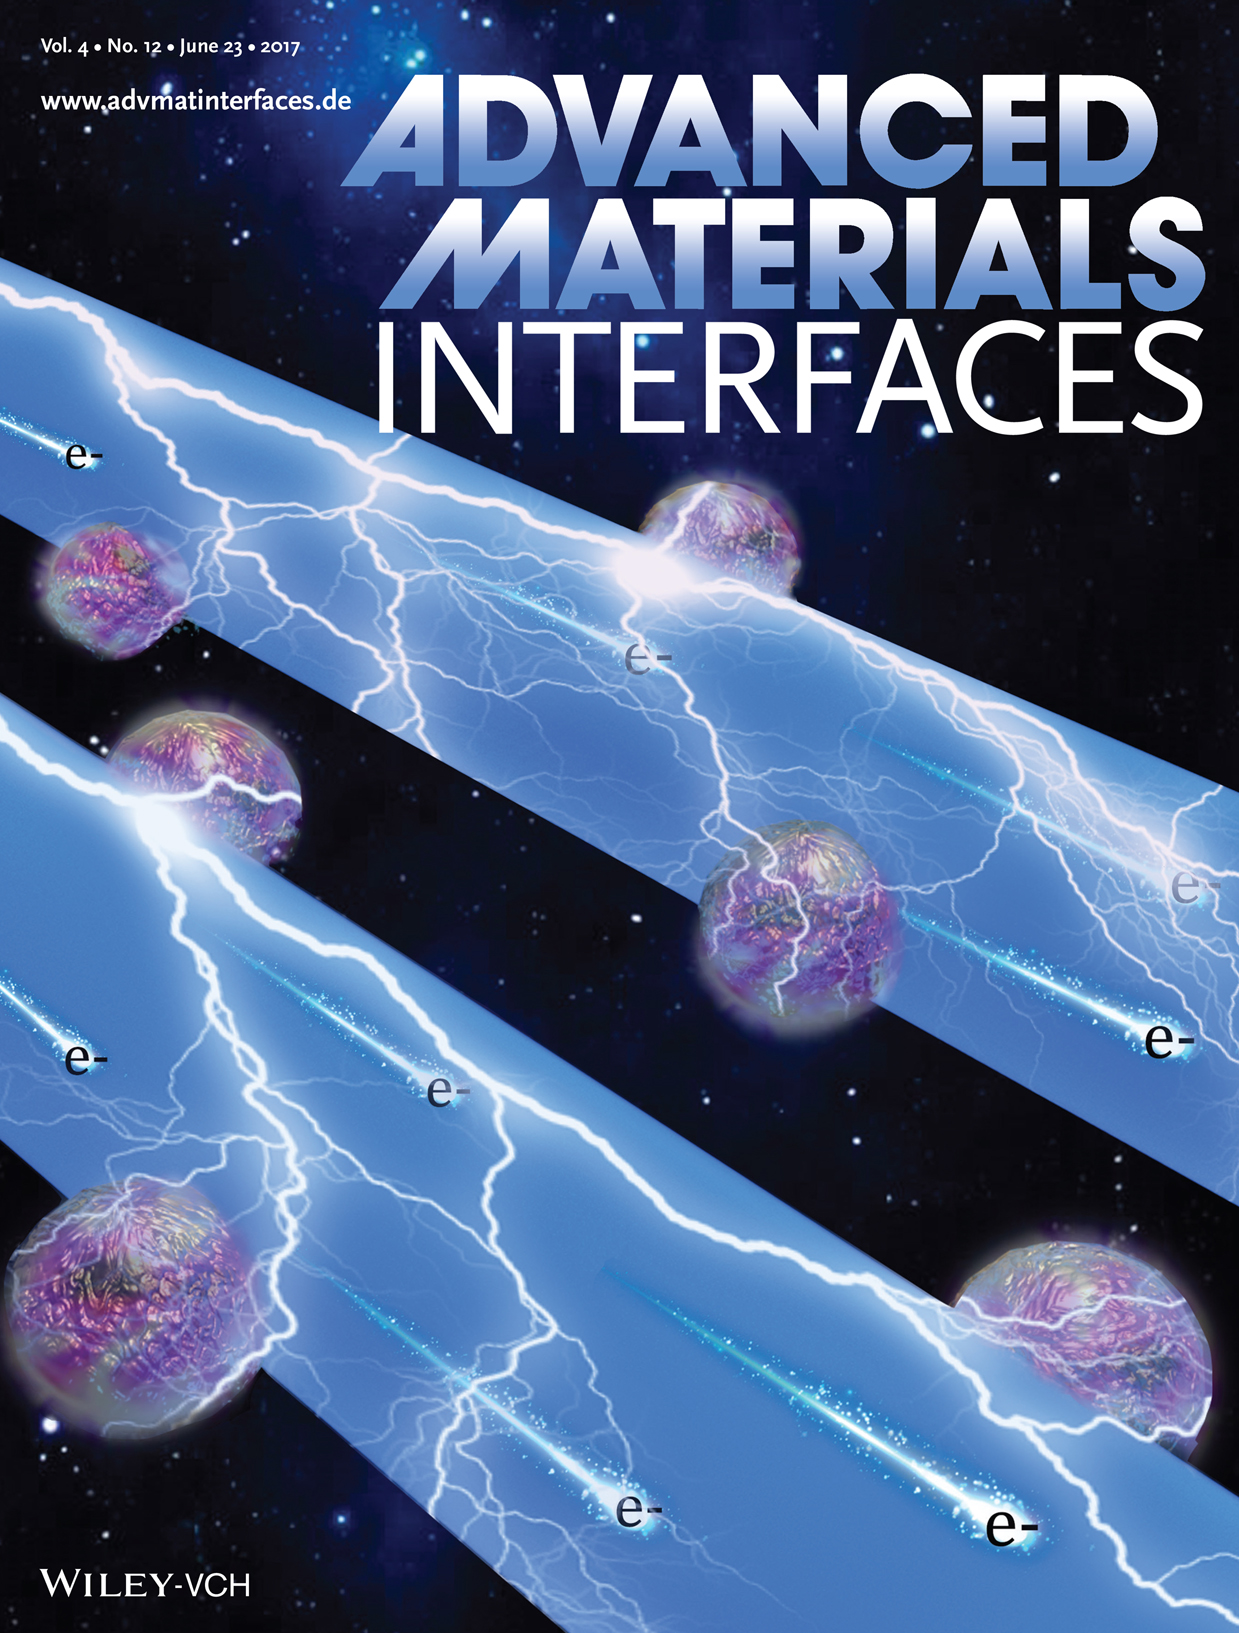 Vol. 4 • No. 12 • June 23 • 2017
www.advmatinterfaces.de
ADVANCED
MATERIALS
INTERFACES
e-
e-
e-
e-
e-
e-
e-
e-
WILEY-VCH